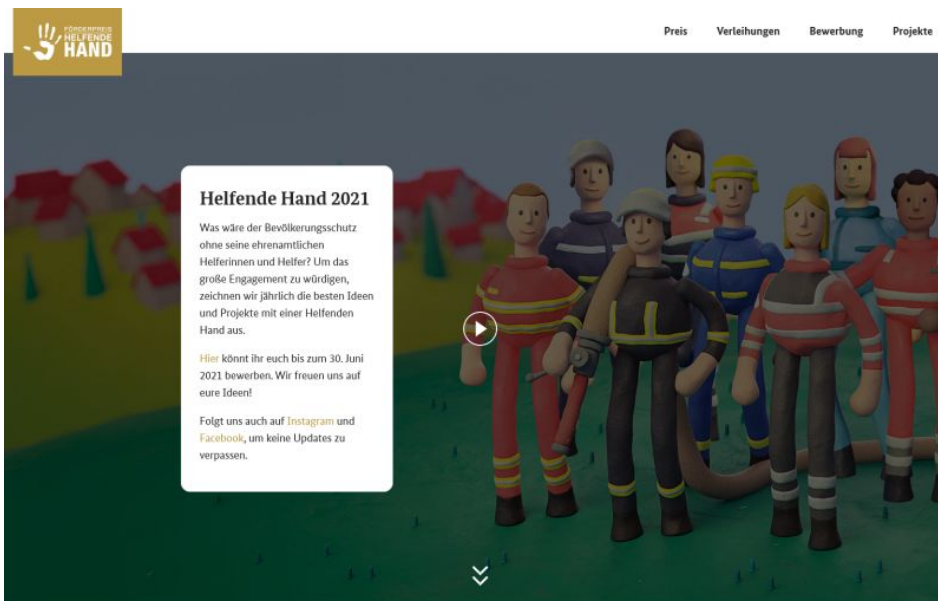 FÖRDERPREIS
HELFENDE
HAND
Preis Verleihungen Bewerbung Projekte
Helfende Hand 2021
Was wäre der Bevölkerungsschutz
ohne seine ehrenamtlichen
Helferinnen und Helfer? Um das
große Engagement zu würdigen,
zeichnen wir jährlich die besten Ideen
und Projekte mit einer Helfenden
Hand aus.
Hier könnt ihr euch bis zum 30. Juni
2021 bewerben. Wir freuen uns auf
eure Ideen!
Folgt uns auch auf Instagram und
Facebook, um keine Updates zu
verpassen.